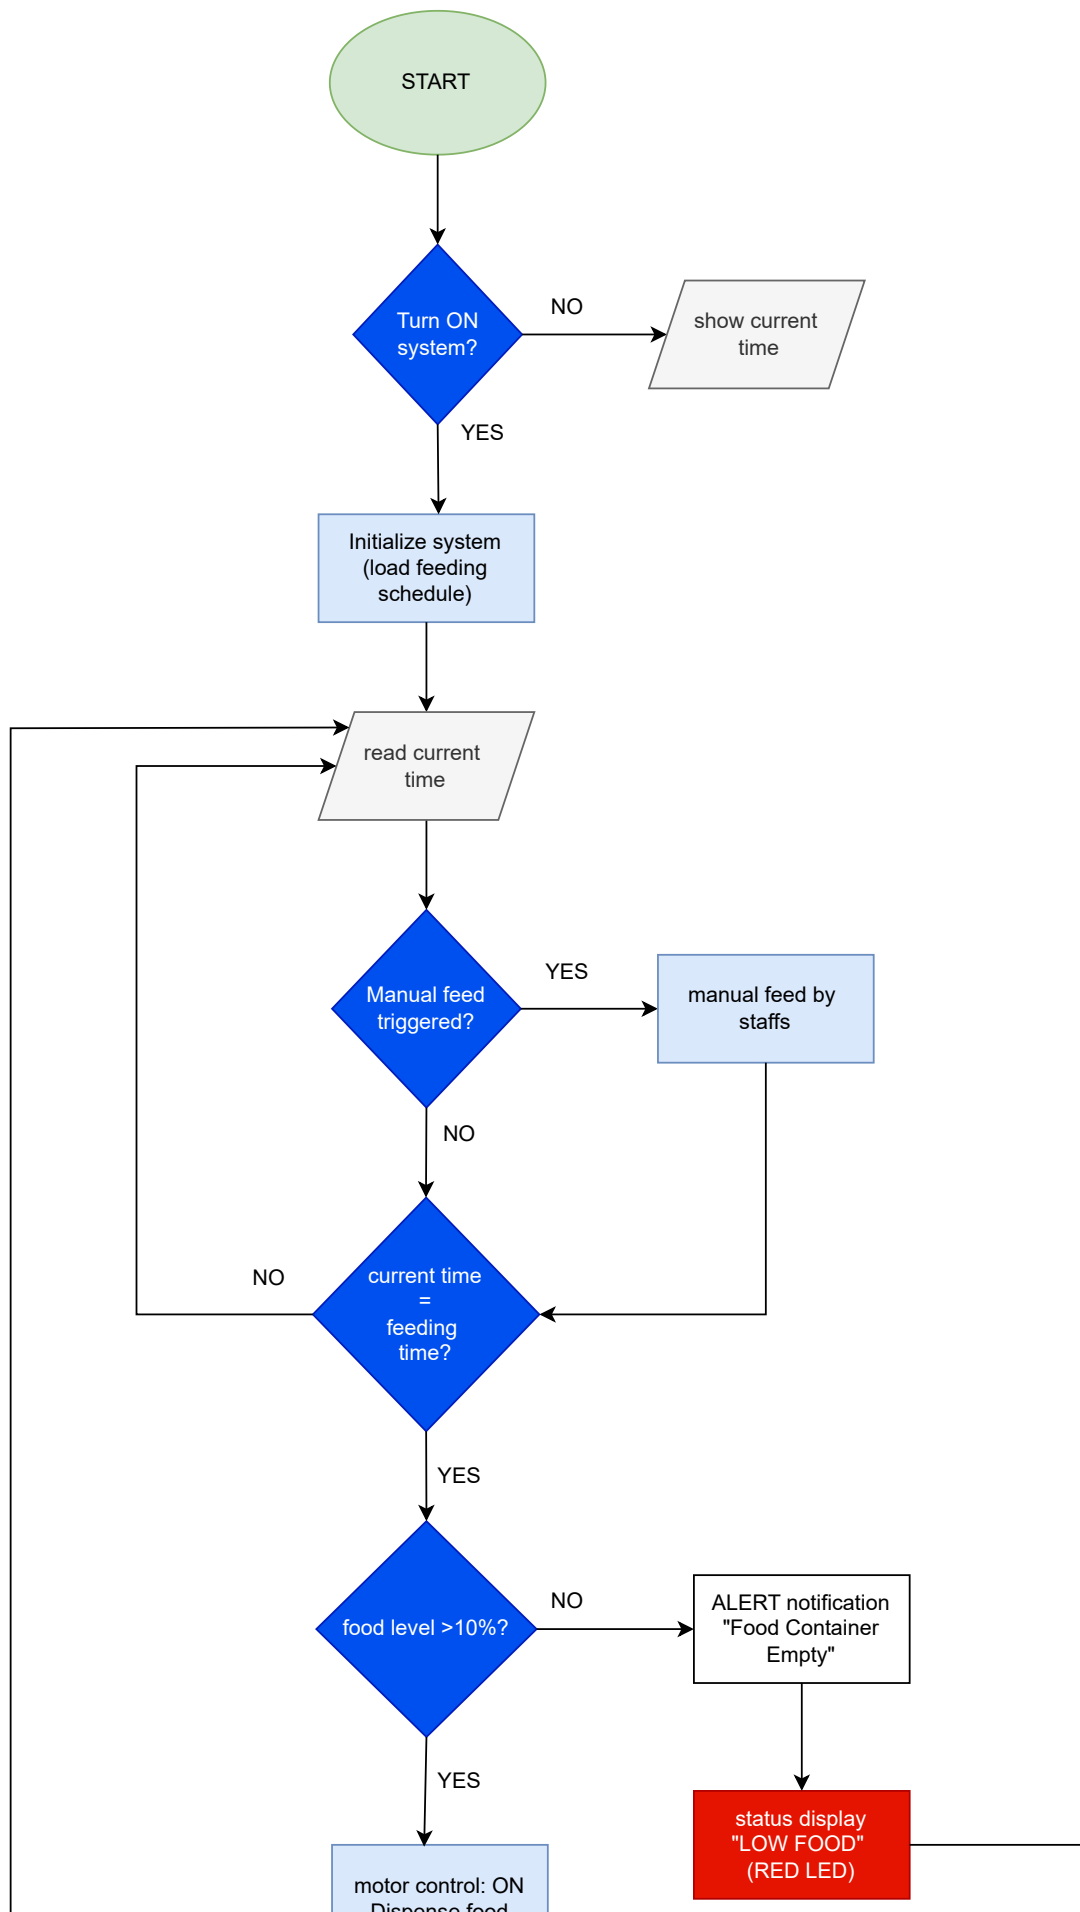 START
Turn ON
system?
NO
show current
time
YES
Initialize system
(load feeding
schedule)
read current
time
Manual feed
triggered?
YES
manual feed by
staffs
NO
current time
=
feeding
time?
NO
YES
food level >10%?
NO
ALERT notification
"Food Container
Empty"
YES
status display
"LOW FOOD"
(RED LED)
motor control: ON
Dispense food